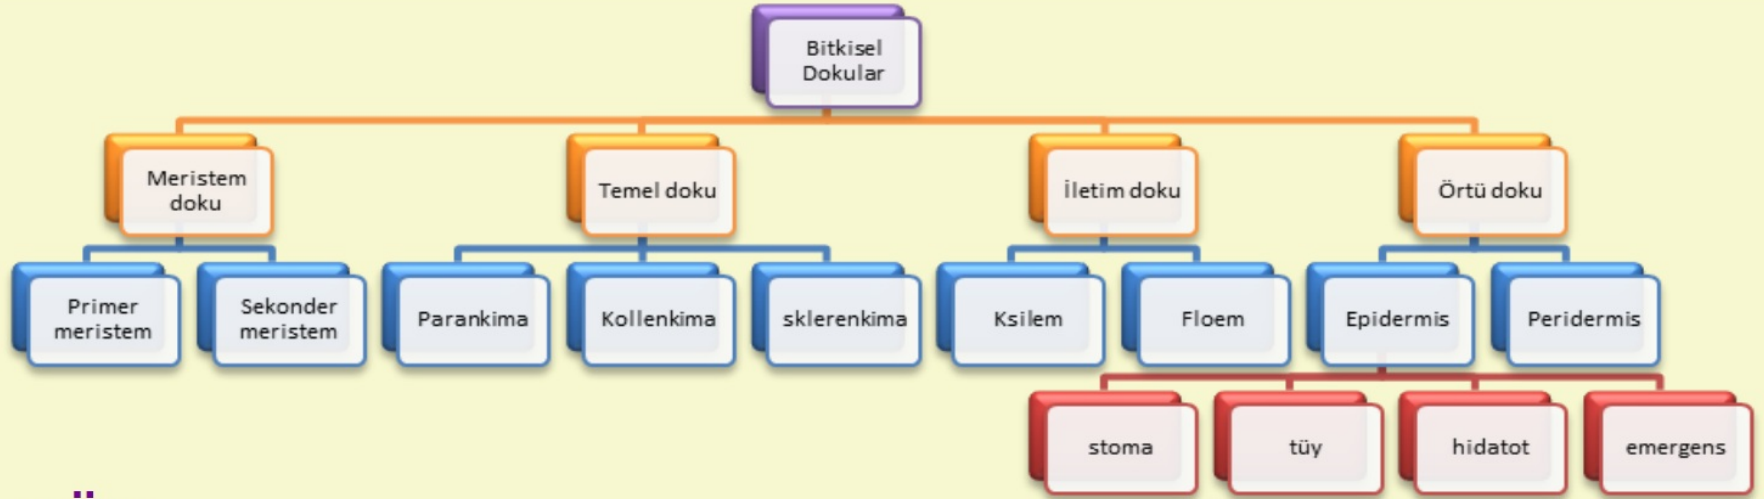 Bitkisel
Dokular
Meristem
doku
Temel doku
İletim doku
Örtü doku
Primer
meristem
Sekonder
meristem
Parankima
Kollenkima
sklerenkima
Ksilem
Floem
Epidermis
Peridermis
stoma
tüy
hidatot
emergens